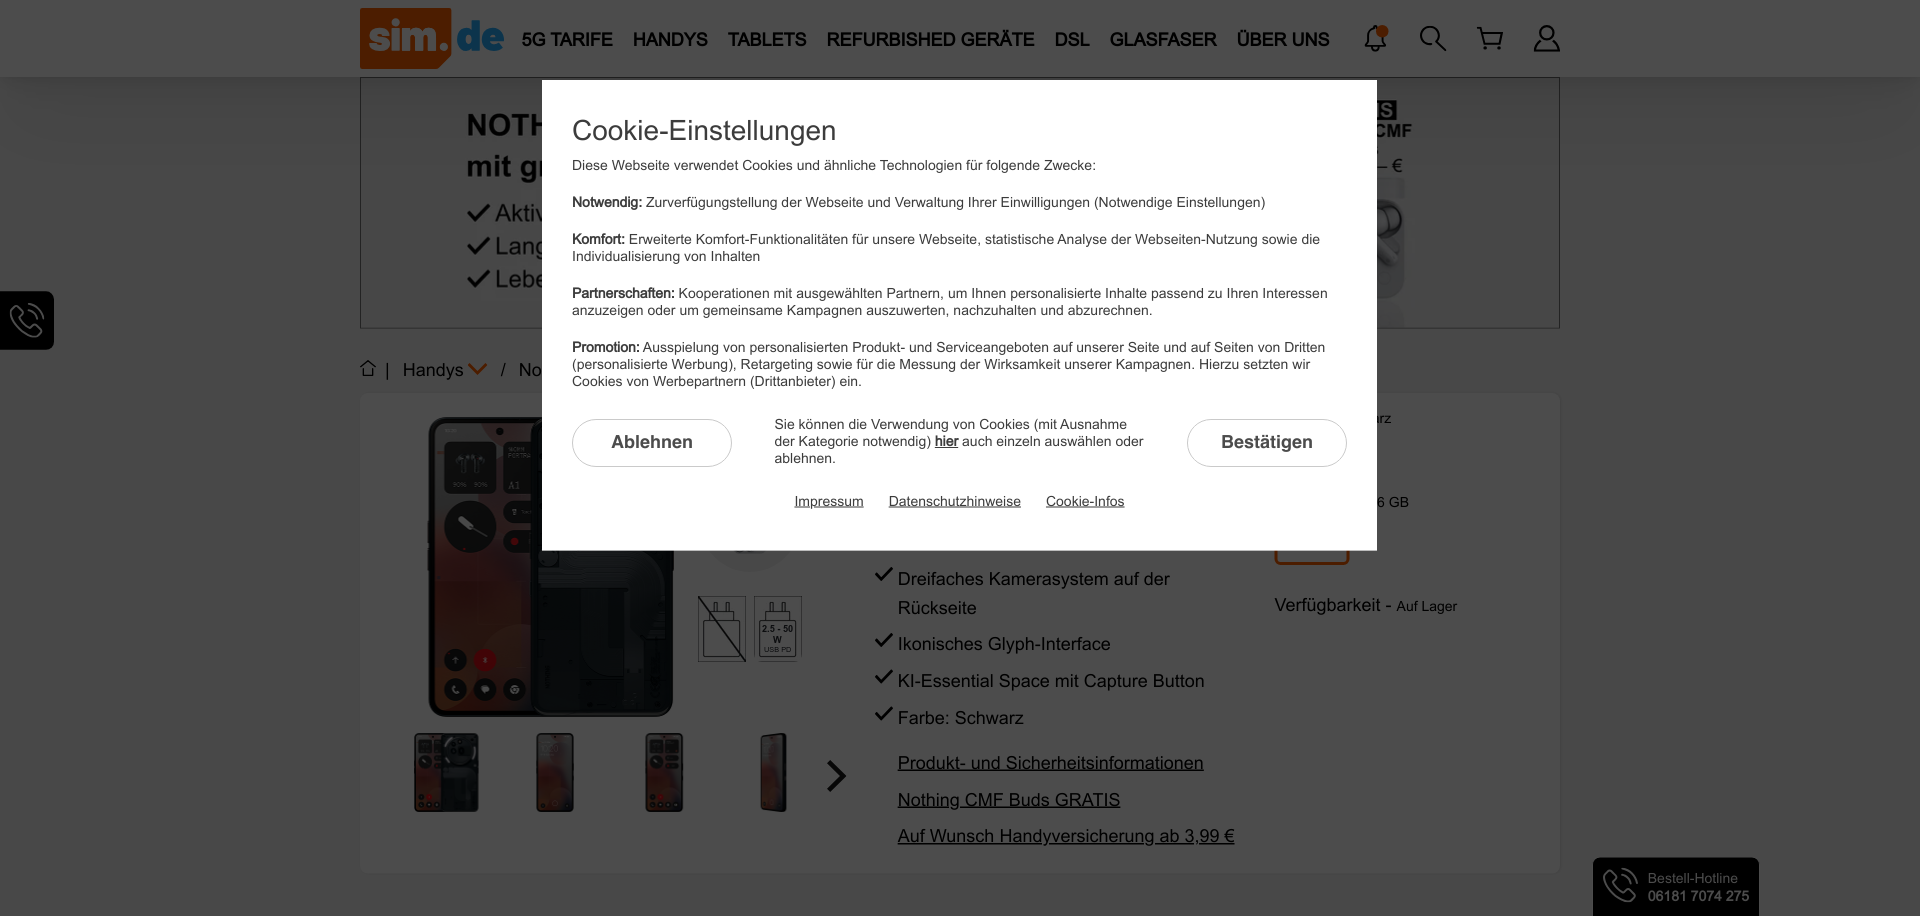 sim.de
5G TARIFE HANDYS TABLETS REFURBISHED GERÄTE DSL GLASFASER ÜBER UNS
mit
Cookie-Einstellungen
Diese Webseite verwendet Cookies und ähnliche Technologien für folgende Zwecke:
Notwendig: Zurverfügungstellung der Webseite und Verwaltung Ihrer Einwilligungen (Notwendige Einstellungen)
Komfort: Erweiterte Komfort-Funktionalitäten für unsere Webseite, statistische Analyse der Webseiten-Nutzung sowie die
Individualisierung von Inhalten
Partnerschaften: Kooperationen mit ausgewählten Partnern, um Ihnen personalisierte Inhalte passend zu Ihren Interessen
anzuzeigen oder um gemeinsame Kampagnen auszuwerten, nachzuhalten und abzurechnen.
Promotion: Ausspielung von personalisierten Produkt- und Serviceangeboten auf unserer Seite und auf Seiten von Dritten
(personalisierte Werbung), Retargeting sowie für die Messung der Wirksamkeit unserer Kampagnen. Hierzu setzten wir
Cookies von Werbepartnern (Drittanbieter) ein.
Ablehnen
Sie können die Verwendung von Cookies (mit Ausnahme
der Kategorie notwendig) hier auch einzeln auswählen oder
ablehnen.
Bestätigen
Impressum Datenschutzhinweise Cookie-Infos
CMF
– €
| Handys / No
6 GB
Dreifaches Kamerasystem auf der
Rückseite
Ikonisches Glyph-Interface
KI-Essential Space mit Capture Button
Farbe: Schwarz
Produkt- und Sicherheitsinformationen
Nothing CMF Buds GRATIS
Auf Wunsch Handyversicherung ab 3,99 €
Verfügbarkeit - Auf Lager
2.5 - 50
W
USB PD
Bestell-Hotline
06181 7074 275